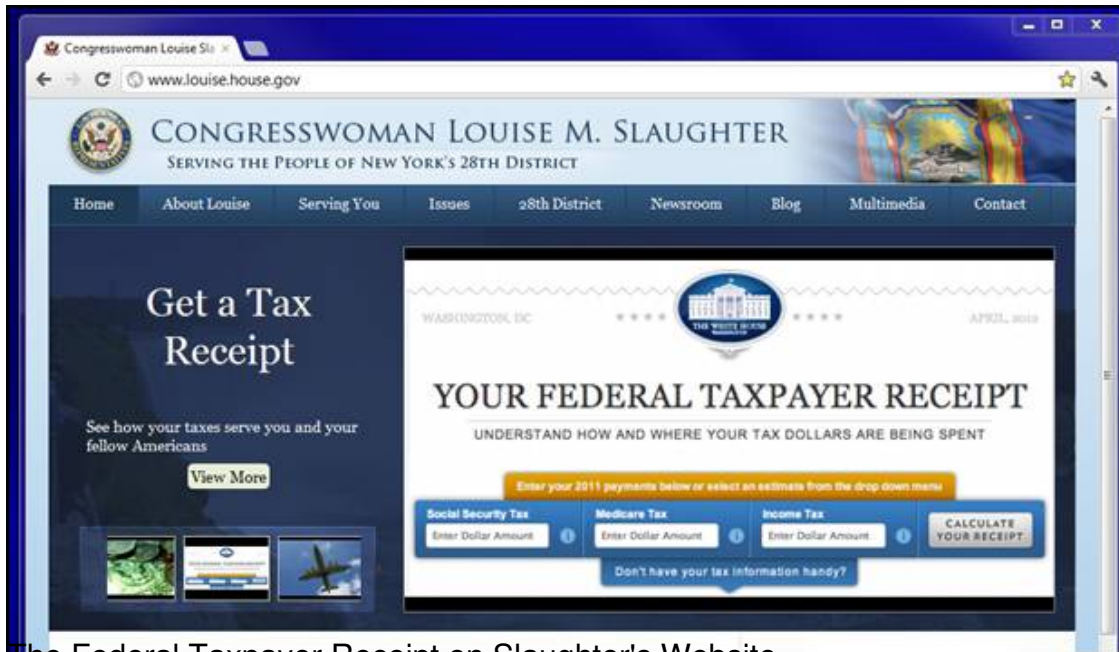 Congresswoman Louise Sla
www.louise.house.gov
CONGRESSWOMAN LOUISE M. SLAUGHTER
SERVING THE PEOPLE OF NEW YORK'S 28TH DISTRICT
Home About Louise Serving You Issues 28th District Newsroom Blog Multimedia Contact
Get a Tax
Receipt
See how your taxes serve you and your
fellow Americans
View More
WASHINGTON, DC
THE WHITE HOUSE
WASHINGTON
APRIL, 2012
YOUR FEDERAL TAXPAYER RECEIPT
UNDERSTAND HOW AND WHERE YOUR TAX DOLLARS ARE BEING SPENT
Enter your 2011 payments below or select an estimate from the drop down menu
Social Security Tax Medicare Tax Income Tax
Enter Dollar Amount Enter Dollar Amount Enter Dollar Amount
CALCULATE
YOUR RECEIPT
Don't have your tax information handy?
The Federal Taxpayer Receipt on Slaughter's Website